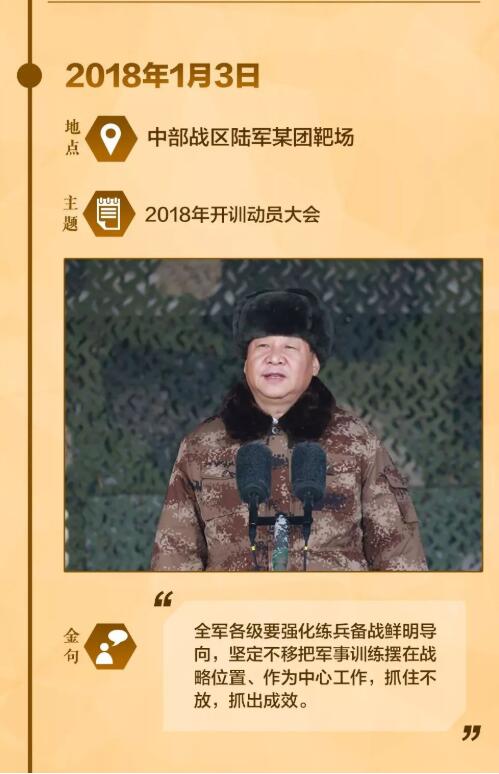 2018年1月3日
地点
中部战区陆军某团靶场
主题
2018年开训动员大会
“
金句
全军各级要强化练兵备战鲜明导
向，坚定不移把军事训练摆在战
略位置、作为中心工作，抓住不
放，抓出成效。
”